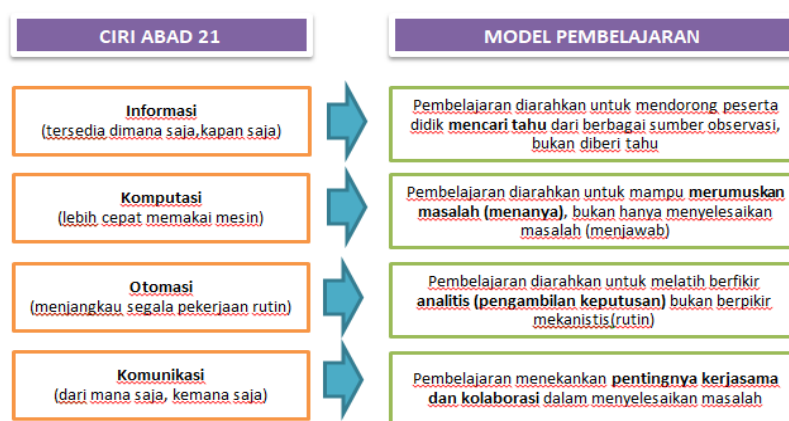 CIRI ABAD 21
MODEL PEMBELAJARAN
Informasi
(tersedia dimana saja,kapan saja)
Pembelajaran diarahkan untuk mendorong peserta
didik mencari tahu dari berbagai sumber observasi,
bukan diberi tahu
Komputasi
(lebih cepat memakai mesin)
Pembelajaran diarahkan untuk mampu merumuskan
masalah (menanya), bukan hanya menyelesaikan
masalah (menjawab)
Otomasi
(menjangkau segala pekerjaan rutin)
Pembelajaran diarahkan untuk melatih berfikir
analitis (pengambilan keputusan) bukan berpikir
mekanistis(rutin)
Komunikasi
(dari mana saja, kemana saja)
Pembelajaran menekankan pentingnya kerjasama
dan kolaborasi dalam menyelesaikan masalah